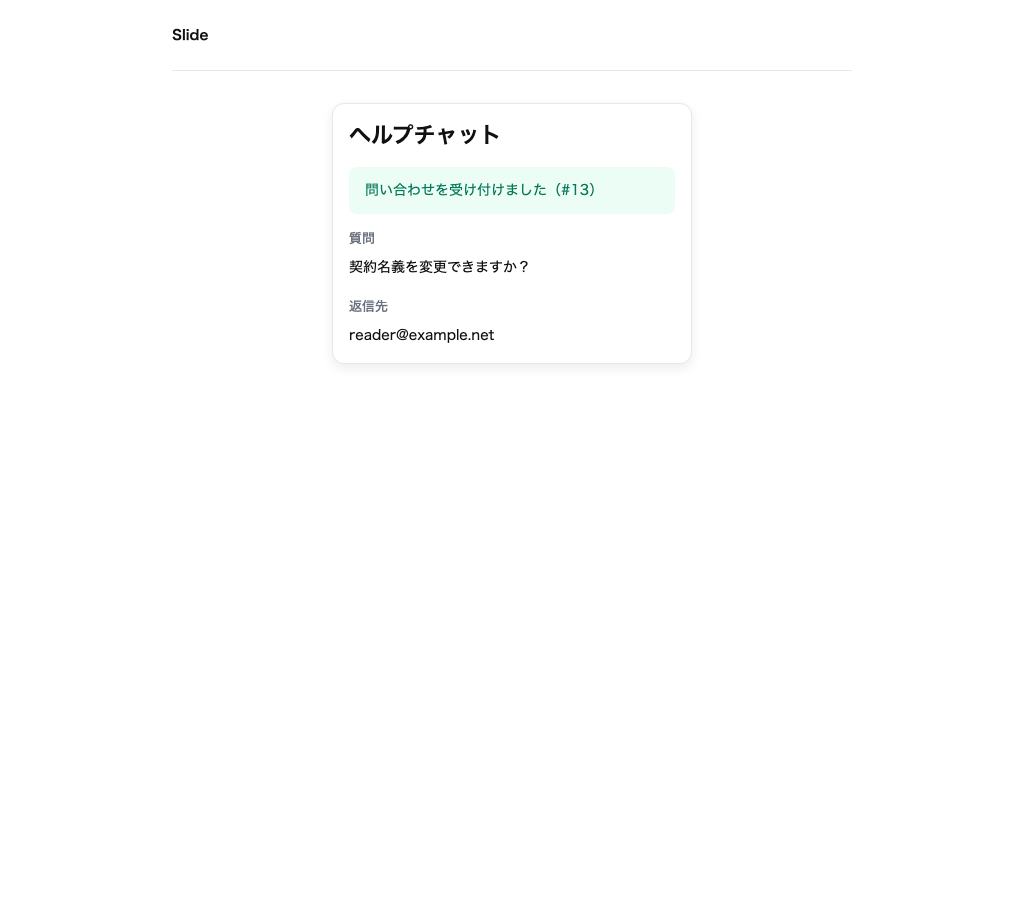 Slide
ヘルプチャット
問い合わせを受け付けました（#13）
質問
契約名義を変更できますか？
返信先
reader@example.net